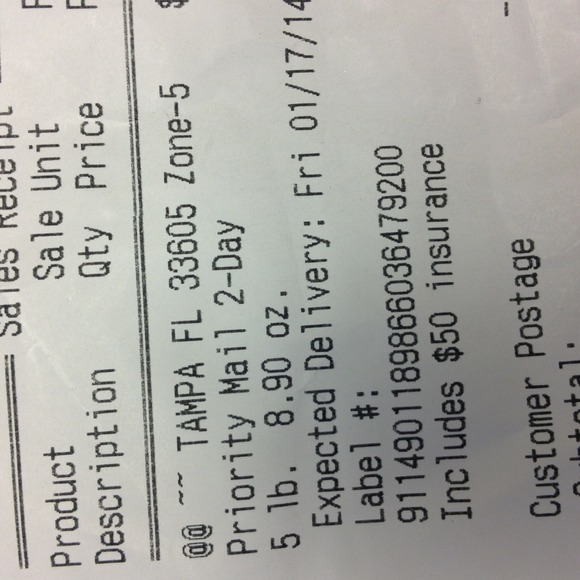 Sales Receipt
Product Sale Unit
Description Qty Price
@@ ~~ TAMPA FL 33605 Zone-5 $
Priority Mail 2-Day
5 lb. 8.90 oz.
Expected Delivery: Fri 01/17/14
Label #:
9114901189866036479200
Includes $50 insurance
Customer Postage
Subtotal: